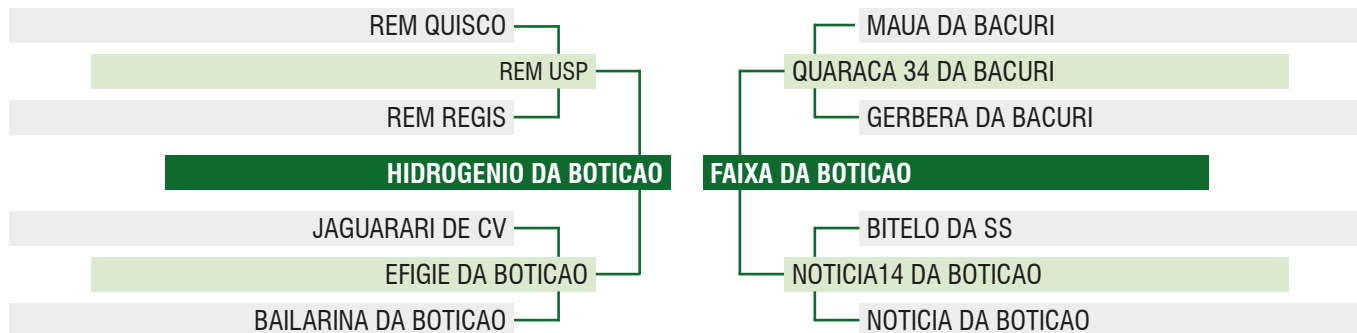 REM QUISCO
REM USP
REM REGIS
HIDROGENIO DA BOTICAO
JAGUARARI DE CV
EFIGIE DA BOTICAO
BAILARINA DA BOTICAO
MAUA DA BACURI
QUARACA 34 DA BACURI
GERBERA DA BACURI
FAIXA DA BOTICAO
BITELO DA SS
NOTICIA14 DA BOTICAO
NOTICIA DA BOTICAO